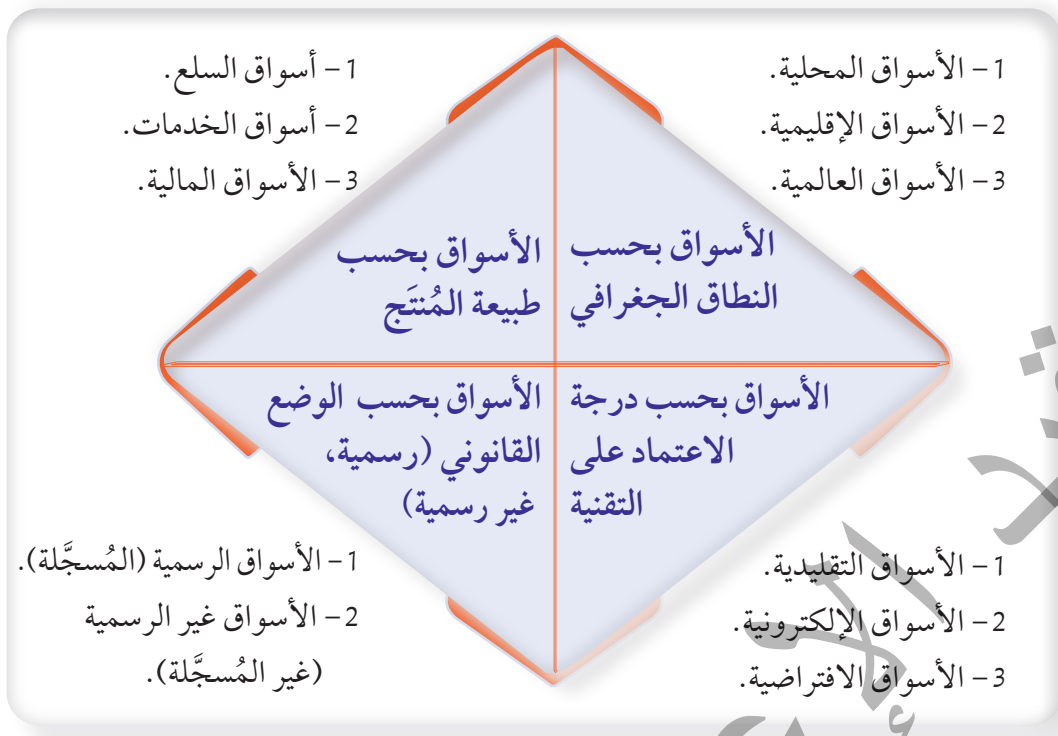 1- الأسواق المحلية.
2- الأسواق الإقليمية.
3- الأسواق العالمية.
1- أسواق السلع.
2- أسواق الخدمات.
3- الأسواق المالية.
الأسواق بحسب
النطاق الجغرافي
الأسواق بحسب
طبيعة المُنتَج
الأسواق بحسب درجة
الاعتماد على
التقنية
الأسواق بحسب الوضع
القانوني (رسمية،
غير رسمية)
1- الأسواق التقليدية.
2- الأسواق الإلكترونية.
3- الأسواق الافتراضية.
1- الأسواق الرسمية (المُسجَّلة).
2- الأسواق غير الرسمية
(غير المُسجَّلة).